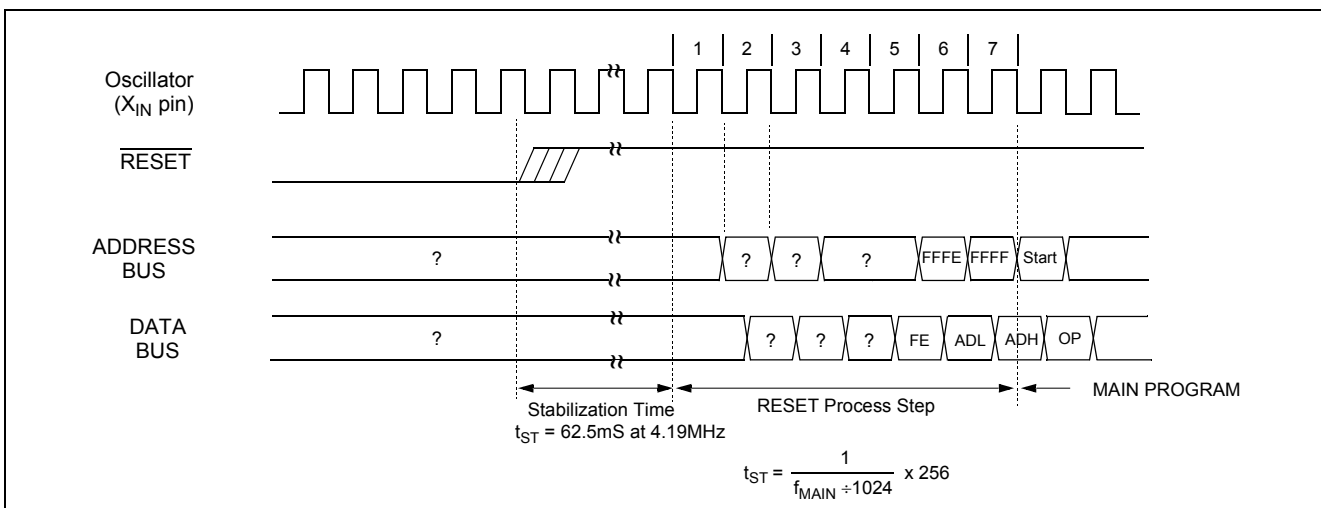 1 2 3 4 5 6 7
Oscillator
(XIN pin)
RESET
ADDRESS
BUS
? ? ? ? FFFE FFFF Start
DATA
BUS
? ? ? ? FE ADL ADH OP
MAIN PROGRAM
Stabilization Time
RESET Process Step
tST = 62.5mS at 4.19MHz
tST = 1 / fMAIN ÷1024 x 256